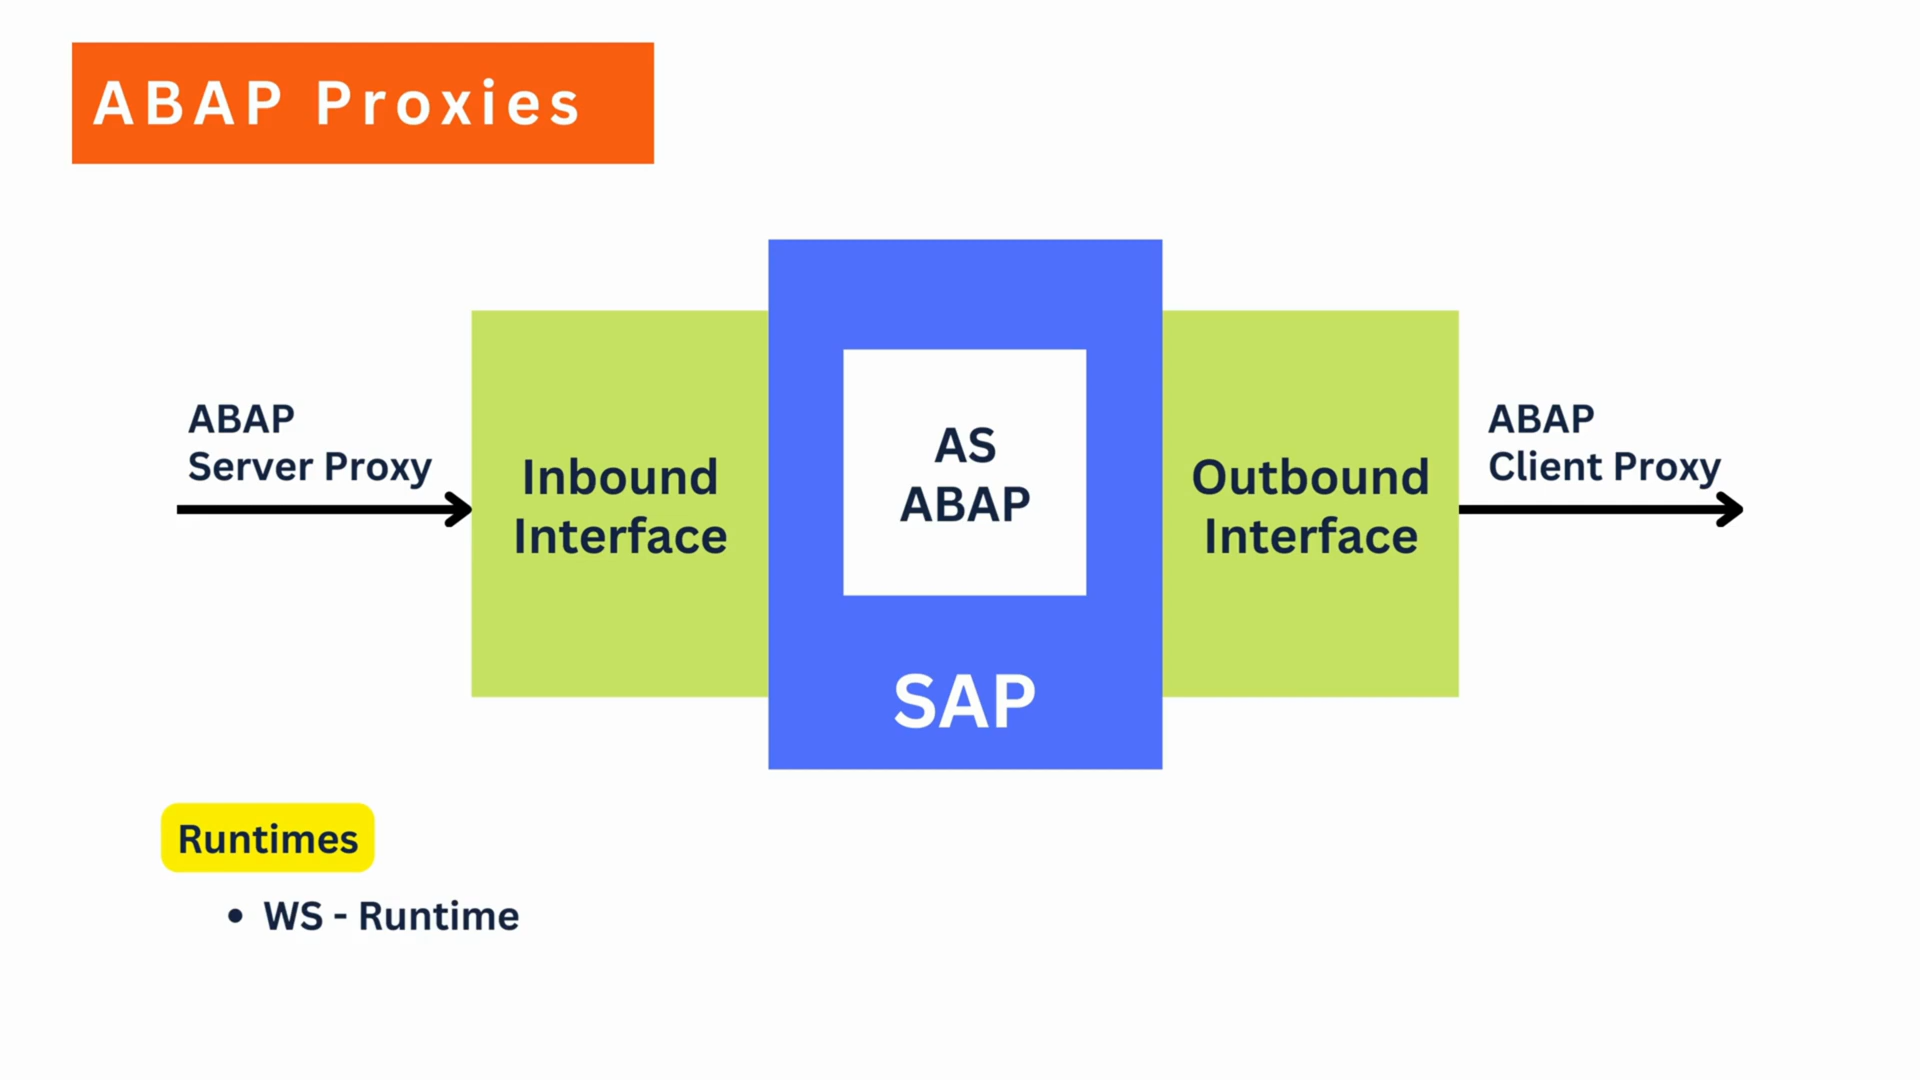 ABAP Proxies
ABAP
Server Proxy
Inbound
Interface
AS
ABAP
SAP
Outbound
Interface
ABAP
Client Proxy
Runtimes
• WS - Runtime